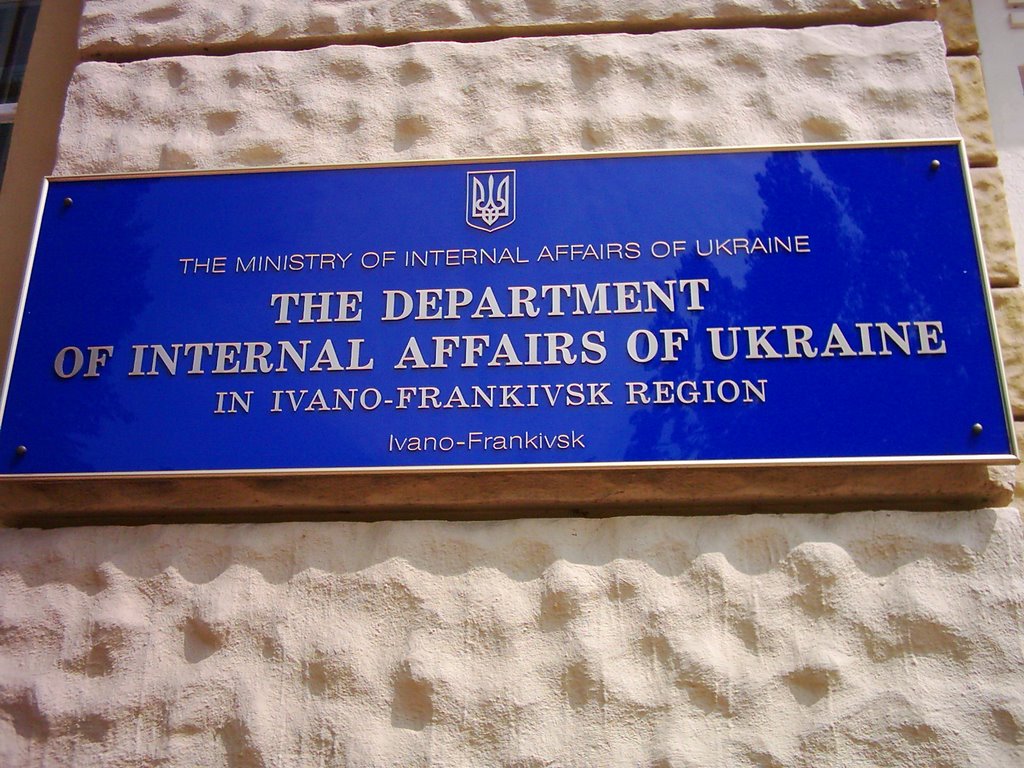 THE MINISTRY OF INTERNAL AFFAIRS OF UKRAINE
THE DEPARTMENT
OF INTERNAL AFFAIRS OF UKRAINE
IN IVANO-FRANKIVSK REGION
Ivano-Frankivsk